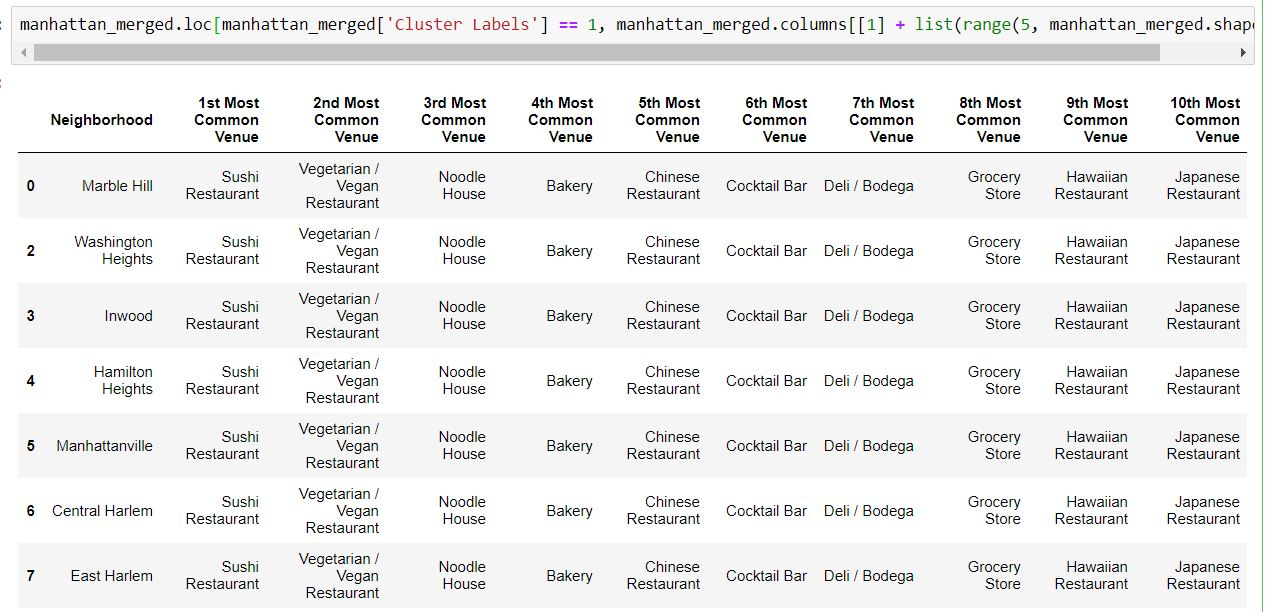 manhattan_merged.loc[manhattan_merged['Cluster Labels'] == 1, manhattan_merged.columns[[1] + list(range(5, manhattan_merged.shape
Neighborhood 1st Most Common Venue 2nd Most Common Venue 3rd Most Common Venue 4th Most Common Venue 5th Most Common Venue 6th Most Common Venue 7th Most Common Venue 8th Most Common Venue 9th Most Common Venue 10th Most Common Venue
0 Marble Hill Sushi Restaurant Vegetarian / Vegan Restaurant Noodle House Bakery Chinese Restaurant Cocktail Bar Deli / Bodega Grocery Store Hawaiian Restaurant Japanese Restaurant
2 Washington Heights Sushi Restaurant Vegetarian / Vegan Restaurant Noodle House Bakery Chinese Restaurant Cocktail Bar Deli / Bodega Grocery Store Hawaiian Restaurant Japanese Restaurant
3 Inwood Sushi Restaurant Vegetarian / Vegan Restaurant Noodle House Bakery Chinese Restaurant Cocktail Bar Deli / Bodega Grocery Store Hawaiian Restaurant Japanese Restaurant
4 Hamilton Heights Sushi Restaurant Vegetarian / Vegan Restaurant Noodle House Bakery Chinese Restaurant Cocktail Bar Deli / Bodega Grocery Store Hawaiian Restaurant Japanese Restaurant
5 Manhattanville Sushi Restaurant Vegetarian / Vegan Restaurant Noodle House Bakery Chinese Restaurant Cocktail Bar Deli / Bodega Grocery Store Hawaiian Restaurant Japanese Restaurant
6 Central Harlem Sushi Restaurant Vegetarian / Vegan Restaurant Noodle House Bakery Chinese Restaurant Cocktail Bar Deli / Bodega Grocery Store Hawaiian Restaurant Japanese Restaurant
7 East Harlem Sushi Restaurant Vegetarian / Vegan Restaurant Noodle House Bakery Chinese Restaurant Cocktail Bar Deli / Bodega Grocery Store Hawaiian Restaurant Japanese Restaurant